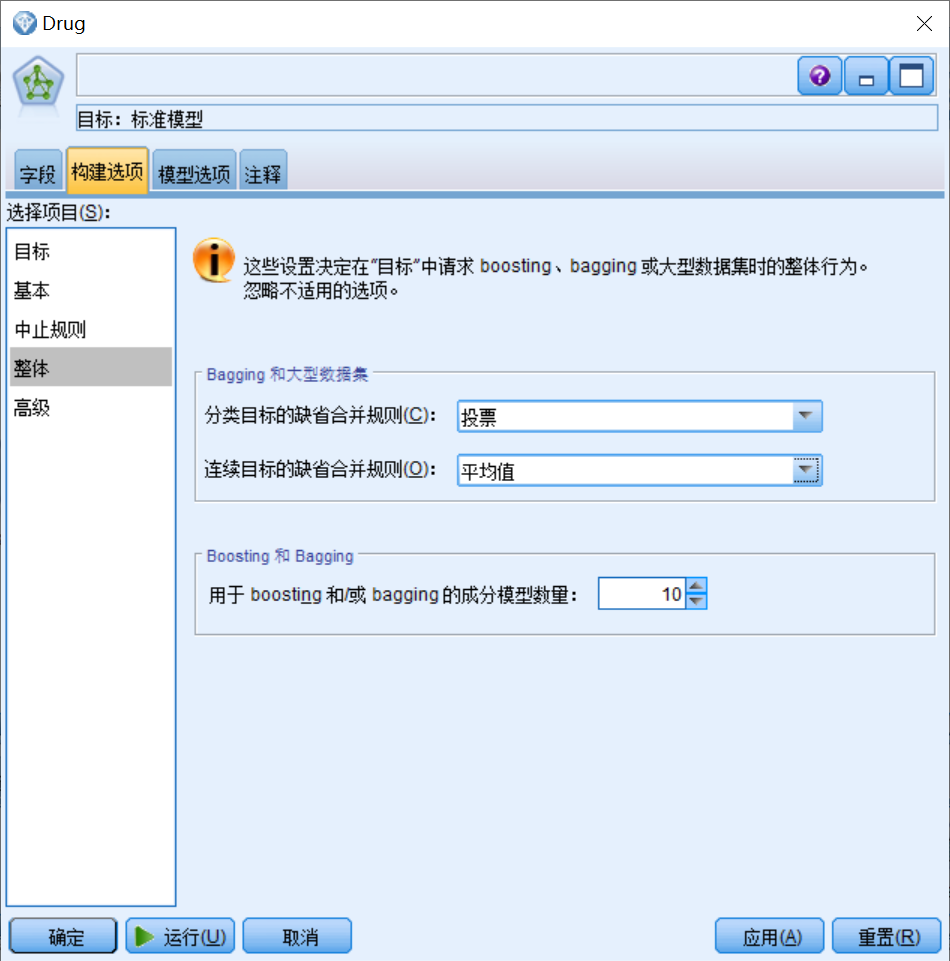 Drug
目标：标准模型
字段 构建选项 模型选项 注释
选择项目(S)：
目标
基本
中止规则
整体
高级
这些设置决定在"目标"中请求 boosting、bagging 或大型数据集时的整体行为。
忽略不适用的选项。
Bagging 和大型数据集
分类目标的缺省合并规则(C)： 投票
连续目标的缺省合并规则(O)： 平均值
Boosting 和 Bagging
用于 boosting 和/或 bagging 的成分模型数量： 10
确定 运行(U) 取消 应用(A) 重置(R)